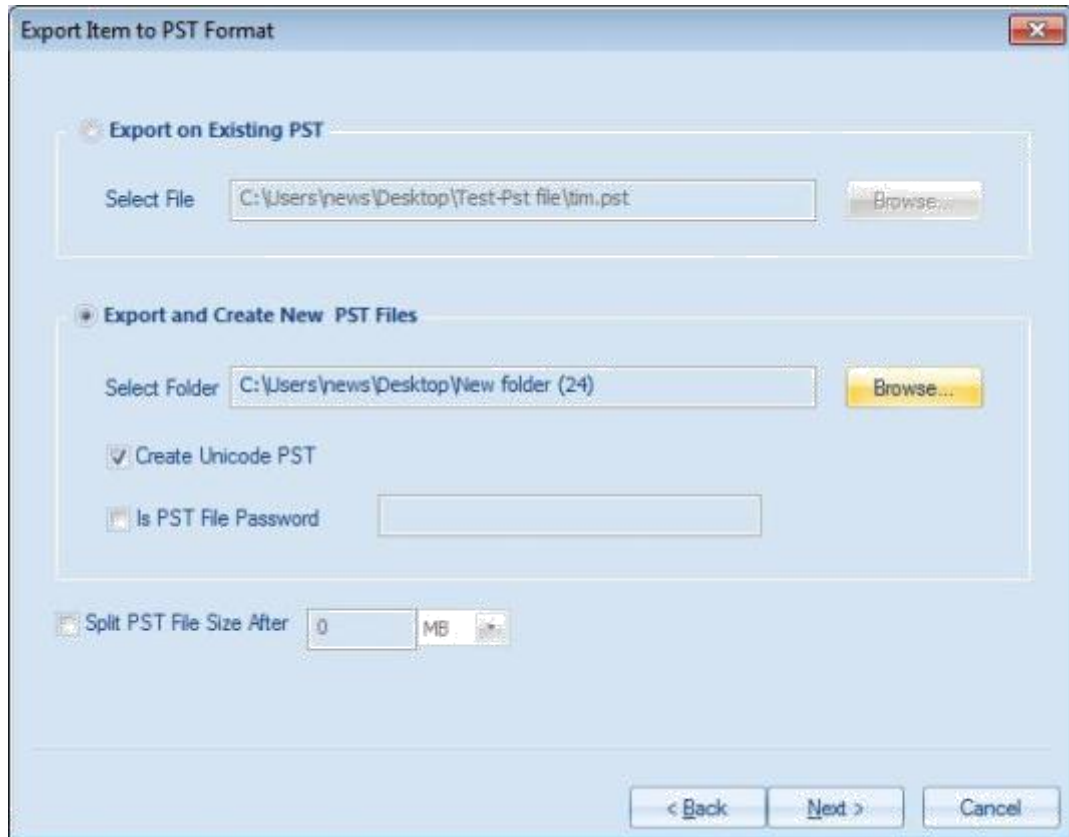 Export Item to PST Format
Export on Existing PST
Select File C:\Users\news\Desktop\Test-Pst file\tim.pst Browse...
Export and Create New PST Files
Select Folder C:\Users\news\Desktop\New folder (24) Browse...
Create Unicode PST
Is PST File Password
Split PST File Size After 0 MB
< Back Next > Cancel